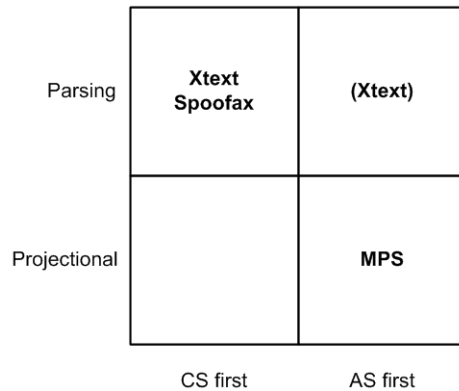 Parsing
Xtext
Spoofax
(Xtext)
Projectional
MPS
CS first
AS first